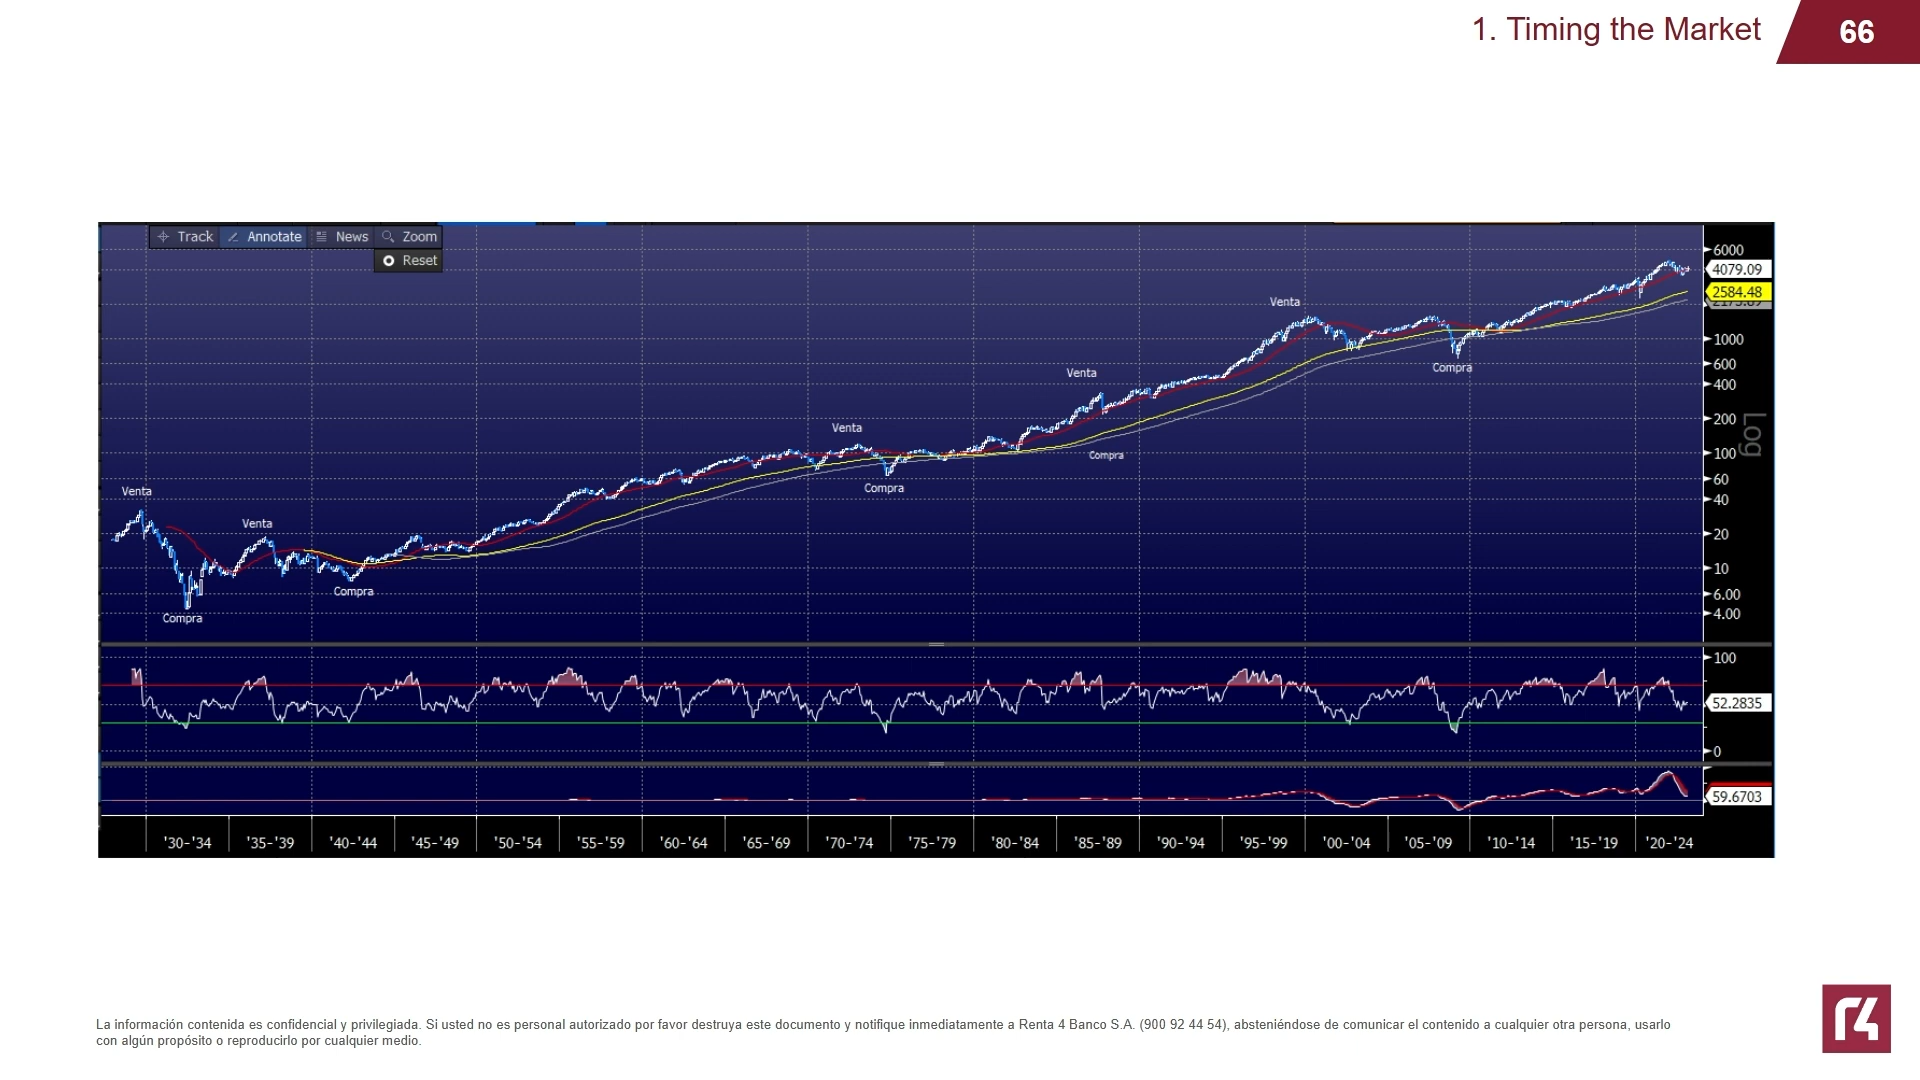 1. Timing the Market
66
Track
Annotate
News
Zoom
Reset
Venta
Compra
Venta
Compra
Venta
Compra
Venta
Compra
Venta
Compra
6000
4079.09
2584.48
1000
600
400
200
100
60
40
20
10
6.00
4.00
Log
100
52.2835
0
59.6703
'30-'34
'35-'39
'40-'44
'45-'49
'50-'54
'55-'59
'60-'64
'65-'69
'70-'74
'75-'79
'80-'84
'85-'89
'90-'94
'95-'99
'00-'04
'05-'09
'10-'14
'15-'19
'20-'24
La información contenida es confidencial y privilegiada. Si usted no es personal autorizado por favor destruya este documento y notifique inmediatamente a Renta 4 Banco S.A. (900 92 44 54), absteniéndose de comunicar el contenido a cualquier otra persona, usarlo
con algún propósito o reproducirlo por cualquier medio.
r4